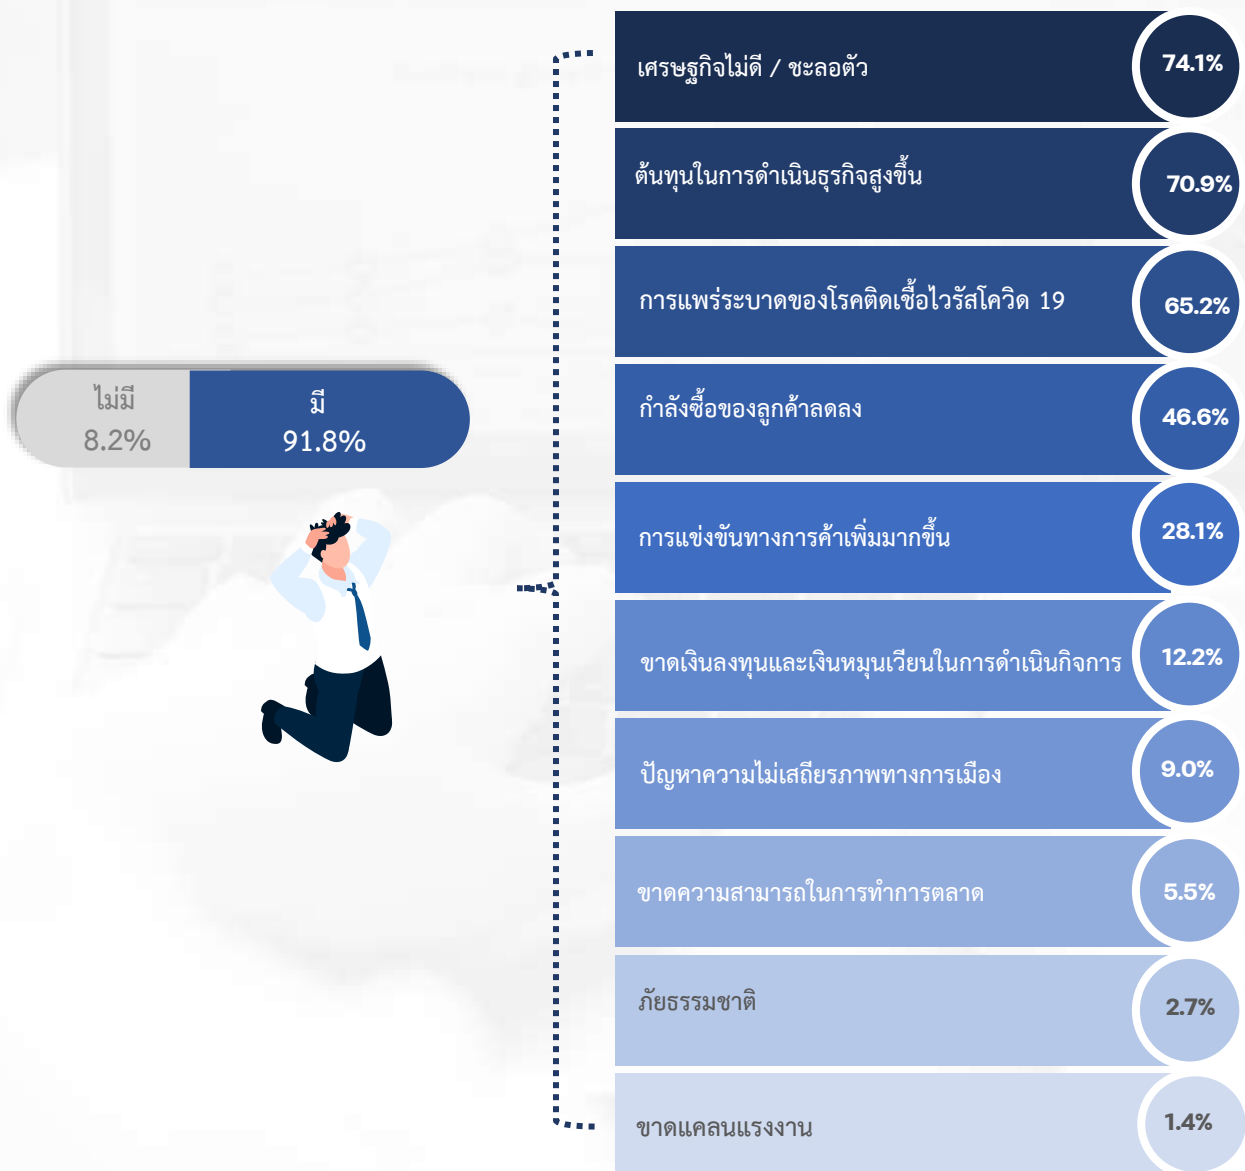 ไม่มี
8.2%
มี
91.8%
เศรษฐกิจไม่ดี / ชะลอตัว
74.1%
ต้นทุนในการดำเนินธุรกิจสูงขึ้น
70.9%
การแพร่ระบาดของโรคติดเชื้อไวรัสโควิด 19
65.2%
กำลังซื้อของลูกค้าลดลง
46.6%
การแข่งขันทางการค้าเพิ่มมากขึ้น
28.1%
ขาดเงินลงทุนและเงินหมุนเวียนในการดำเนินกิจการ
12.2%
ปัญหาความไม่เสถียรภาพทางการเมือง
9.0%
ขาดความสามารถในการทำการตลาด
5.5%
ภัยธรรมชาติ
2.7%
ขาดแคลนแรงงาน
1.4%